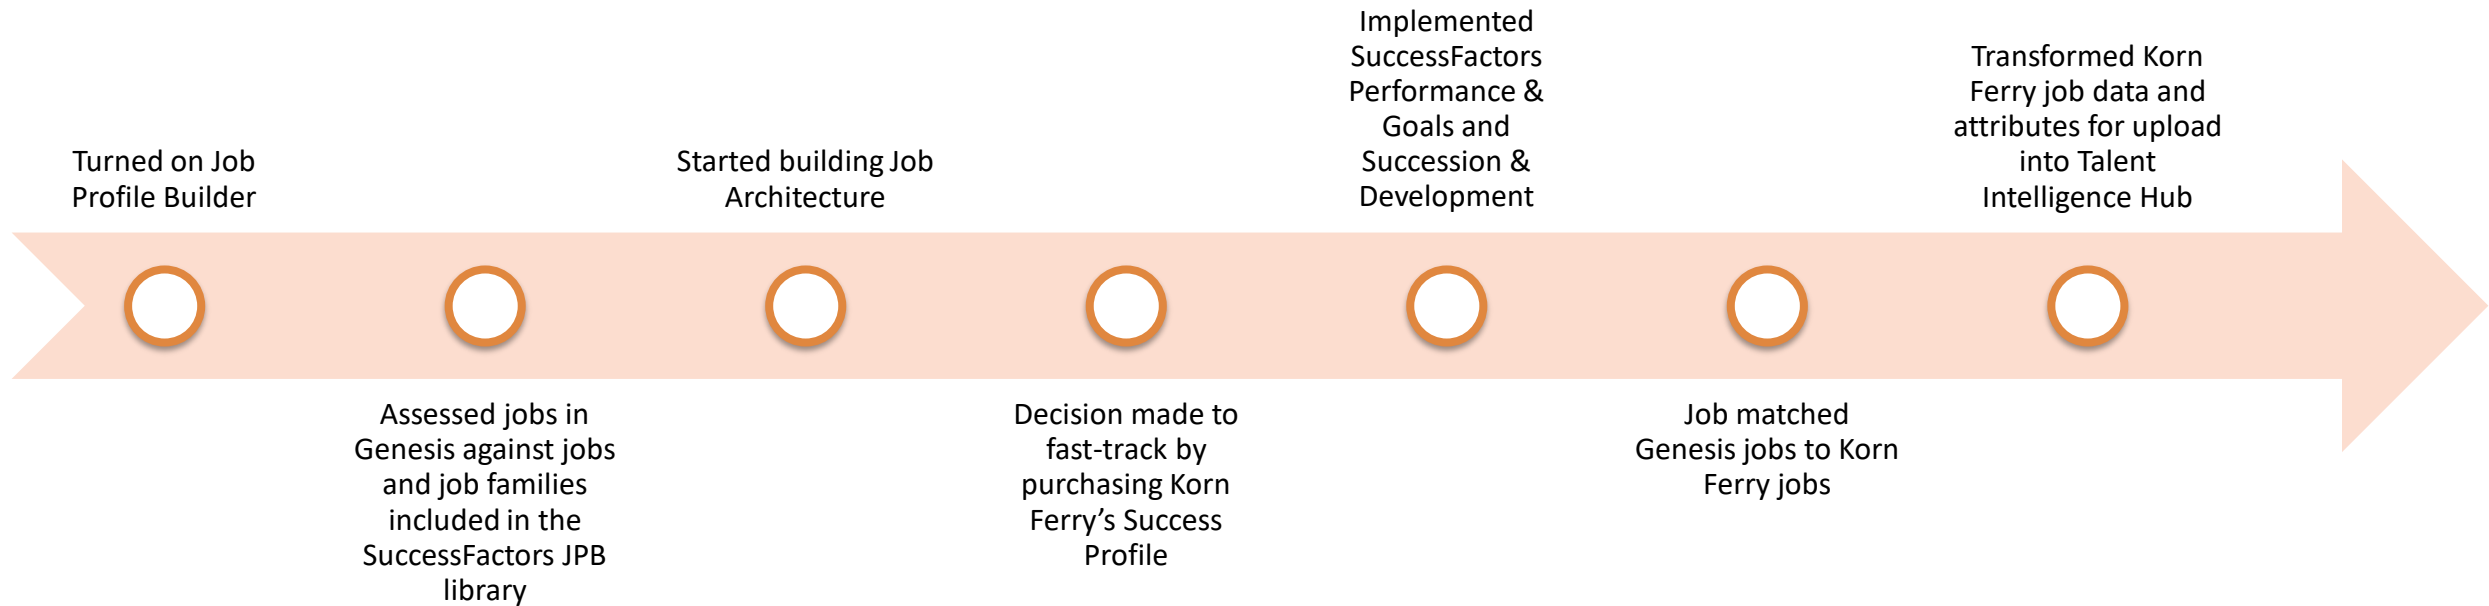 Turned on Job
Profile Builder
Assessed jobs in
Genesis against jobs
and job families
included in the
SuccessFactors JPB
library
Started building Job
Architecture
Decision made to
fast-track by
purchasing Korn
Ferry’s Success
Profile
Implemented
SuccessFactors
Performance &
Goals and
Succession &
Development
Job matched
Genesis jobs to Korn
Ferry jobs
Transformed Korn
Ferry job data and
attributes for upload
into Talent
Intelligence Hub